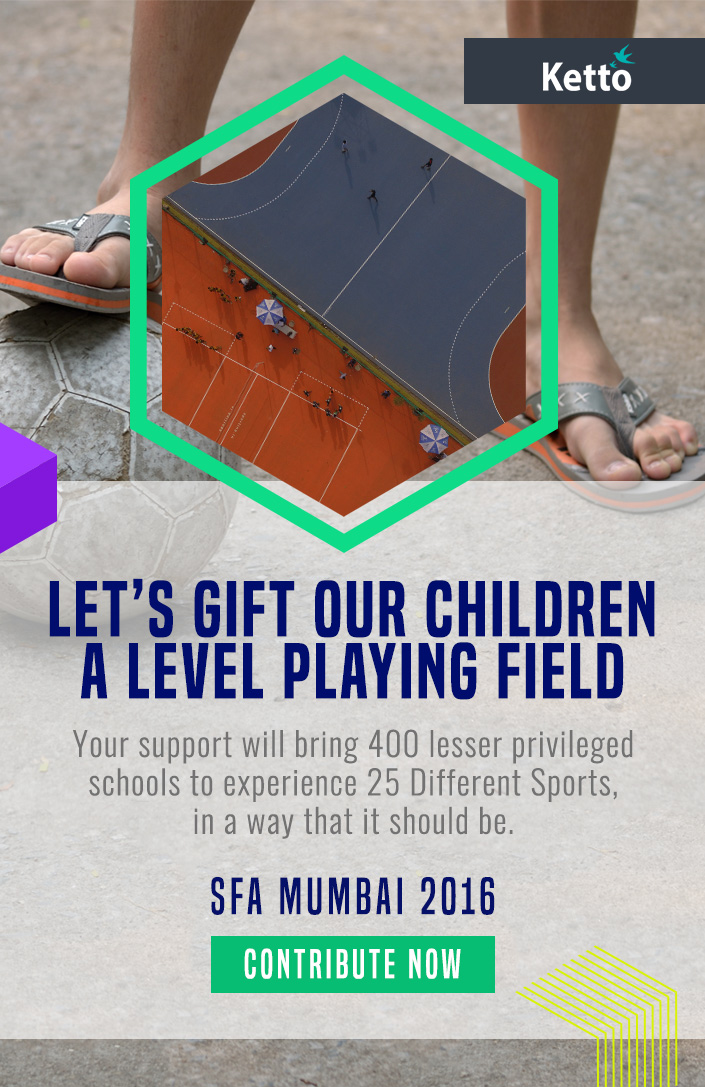 Ketto
LET'S GIFT OUR CHILDREN
A LEVEL PLAYING FIELD
Your support will bring 400 lesser privileged
schools to experience 25 Different Sports,
in a way that it should be.
SFA MUMBAI 2016
CONTRIBUTE NOW